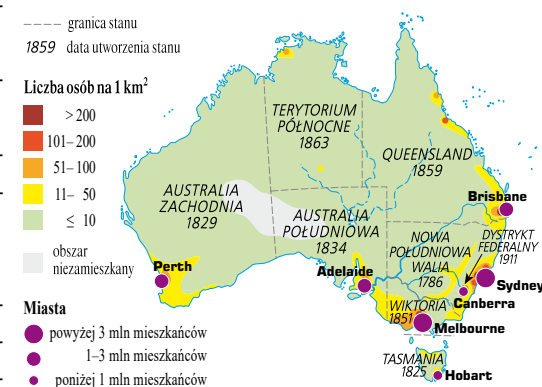 granica stanu
1859 data utworzenia stanu
Liczba osób na 1 km²
> 200
101–200
51–100
11– 50
≤ 10
obszar
niezamieszkany
Miasta
powyżej 3 mln mieszkańców
1–3 mln mieszkańców
poniżej 1 mln mieszkańców
TERYTORIUM
PÓŁNOCNE
1863
QUEENSLAND
1859
AUSTRALIA
ZACHODNIA
1829
AUSTRALIA
POŁUDNIOWA
1834
Brisbane
NOWA
POŁUDNIOWA
WALIA
1786
DYSTRYKT
FEDERALNY
1911
Perth
Adelaide
Sydney
Canberra
WIKTORIA
1851
Melbourne
TASMANIA
1825
Hobart